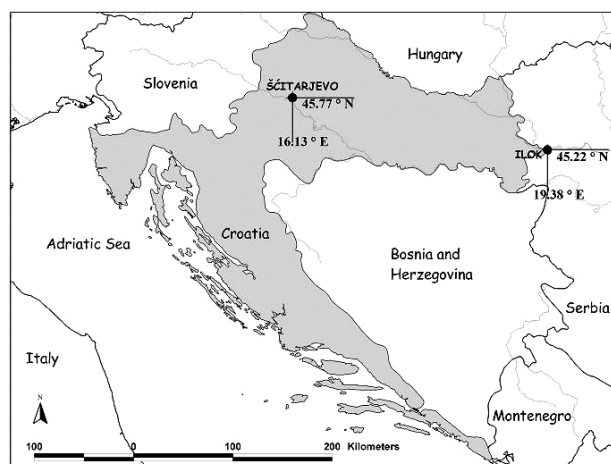 Hungary
Slovenia
ŠĆITARJEVO
45.77 ° N
16.13 ° E
ILOK
45.22 ° N
19.38 ° E
Croatia
Adriatic Sea
Bosnia and
Herzegovina
Serbia
Italy
Montenegro
N
100 0 100 200 Kilometers